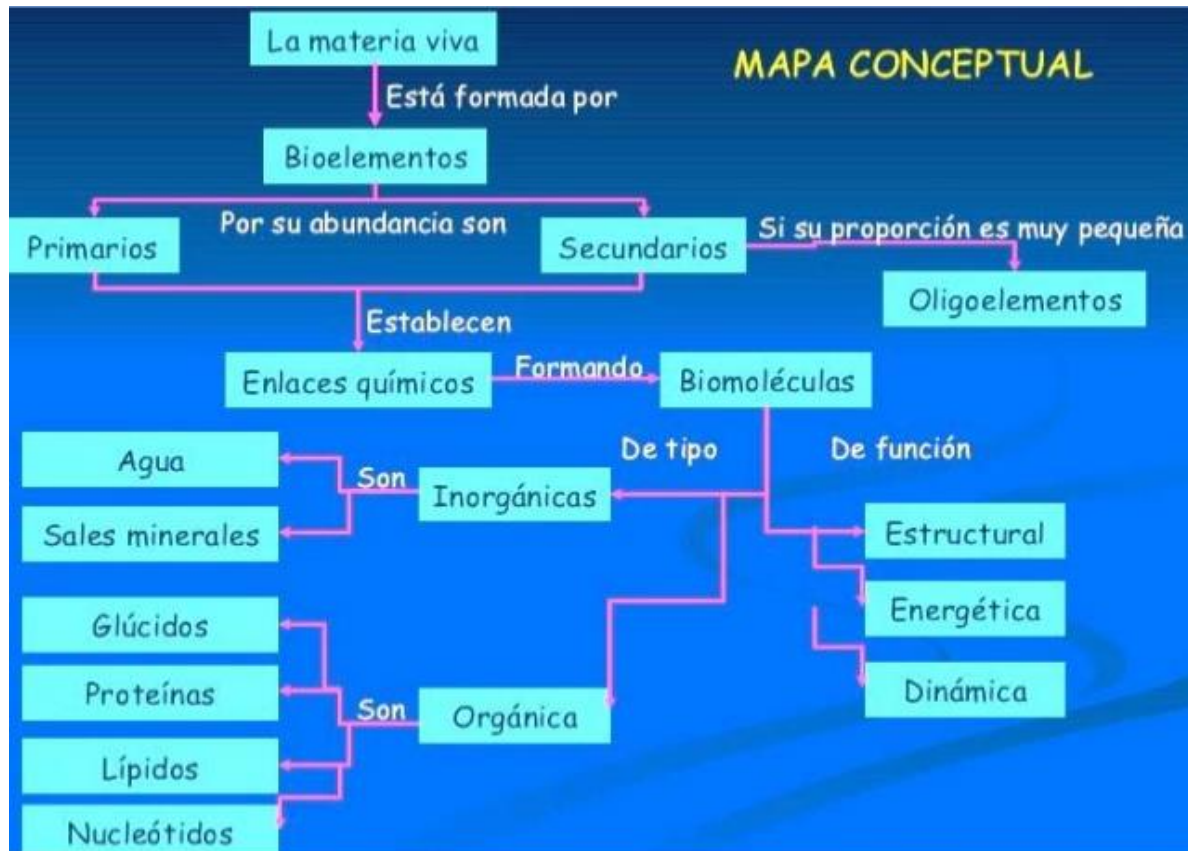 La materia viva
MAPA CONCEPTUAL
Está formada por
Bioelementos
Por su abundancia son
Primarios
Secundarios
Si su proporción es muy pequeña
Oligoelementos
Establecen
Enlaces químicos
Formando
Biomoléculas
De tipo
De función
Agua
Son
Inorgánicas
Sales minerales
Estructural
Energética
Dinámica
Glúcidos
Proteínas
Son
Orgánica
Lípidos
Nucleótidos